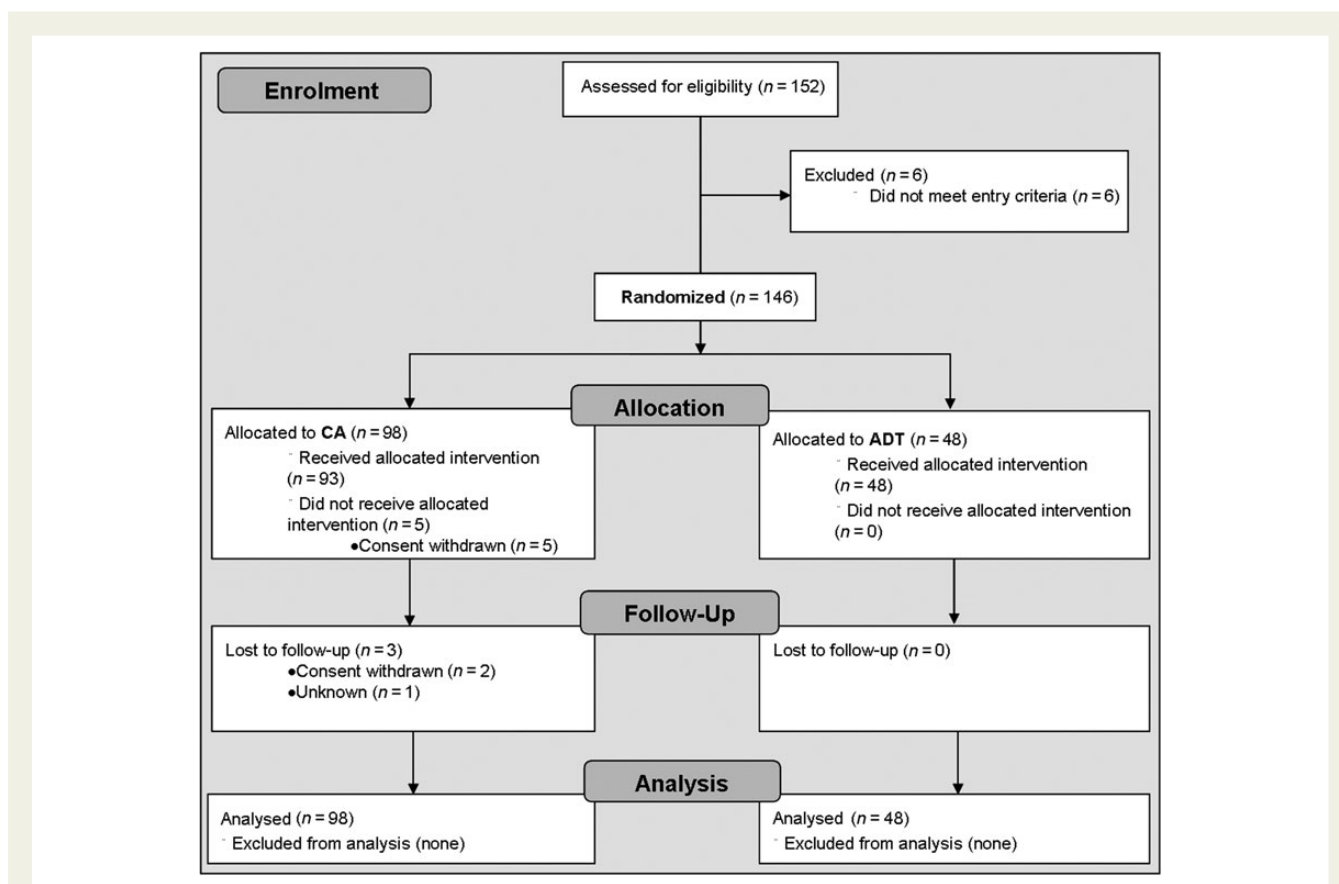 Enrolment
Assessed for eligibility (n = 152)
Excluded (n = 6)
¨ Did not meet entry criteria (n = 6)
Randomized (n = 146)
Allocation
Allocated to CA (n = 98)
¨ Received allocated intervention
(n = 93)
¨ Did not receive allocated
intervention (n = 5)
•Consent withdrawn (n = 5)
Allocated to ADT (n = 48)
¨ Received allocated intervention
(n = 48)
¨ Did not receive allocated intervention
(n = 0)
Follow-Up
Lost to follow-up (n = 3)
•Consent withdrawn (n = 2)
•Unknown (n = 1)
Lost to follow-up (n = 0)
Analysis
Analysed (n = 98)
¨ Excluded from analysis (none)
Analysed (n = 48)
¨ Excluded from analysis (none)